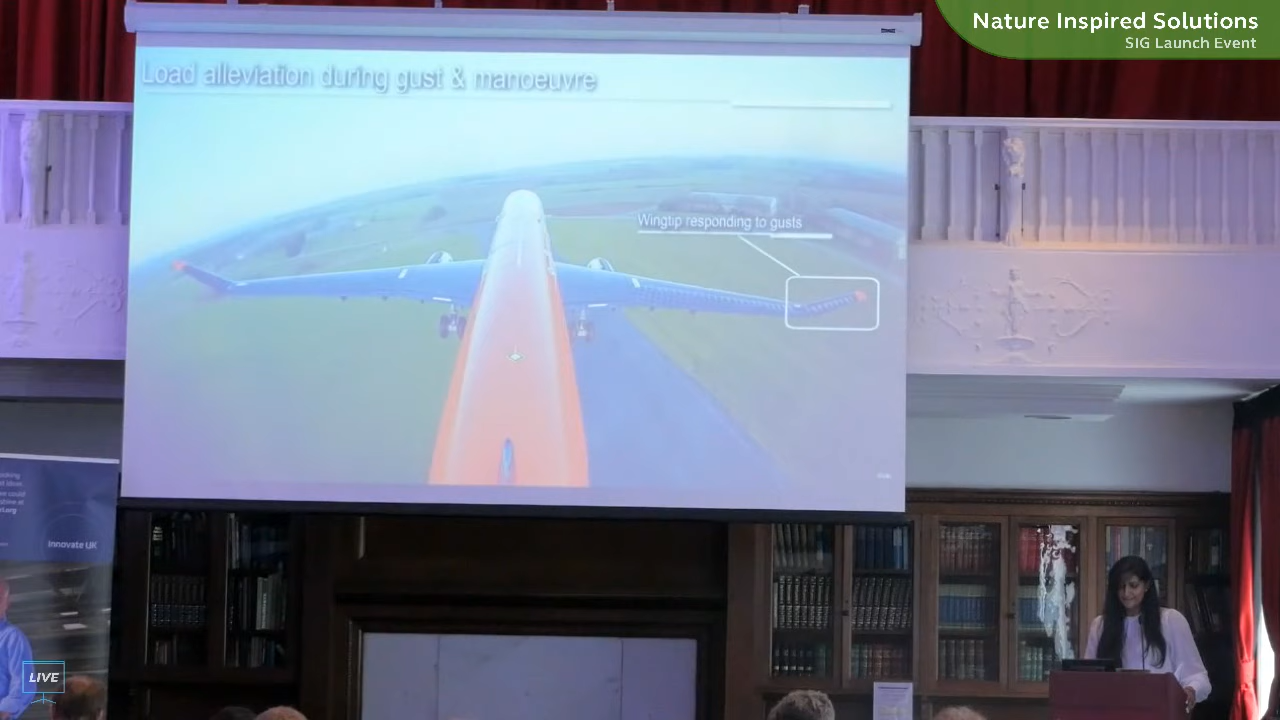 Nature Inspired Solutions
SIG Launch Event
Load alleviation during gust & manoeuvre
Wingtip responding to gusts
Innovate UK
LIVE